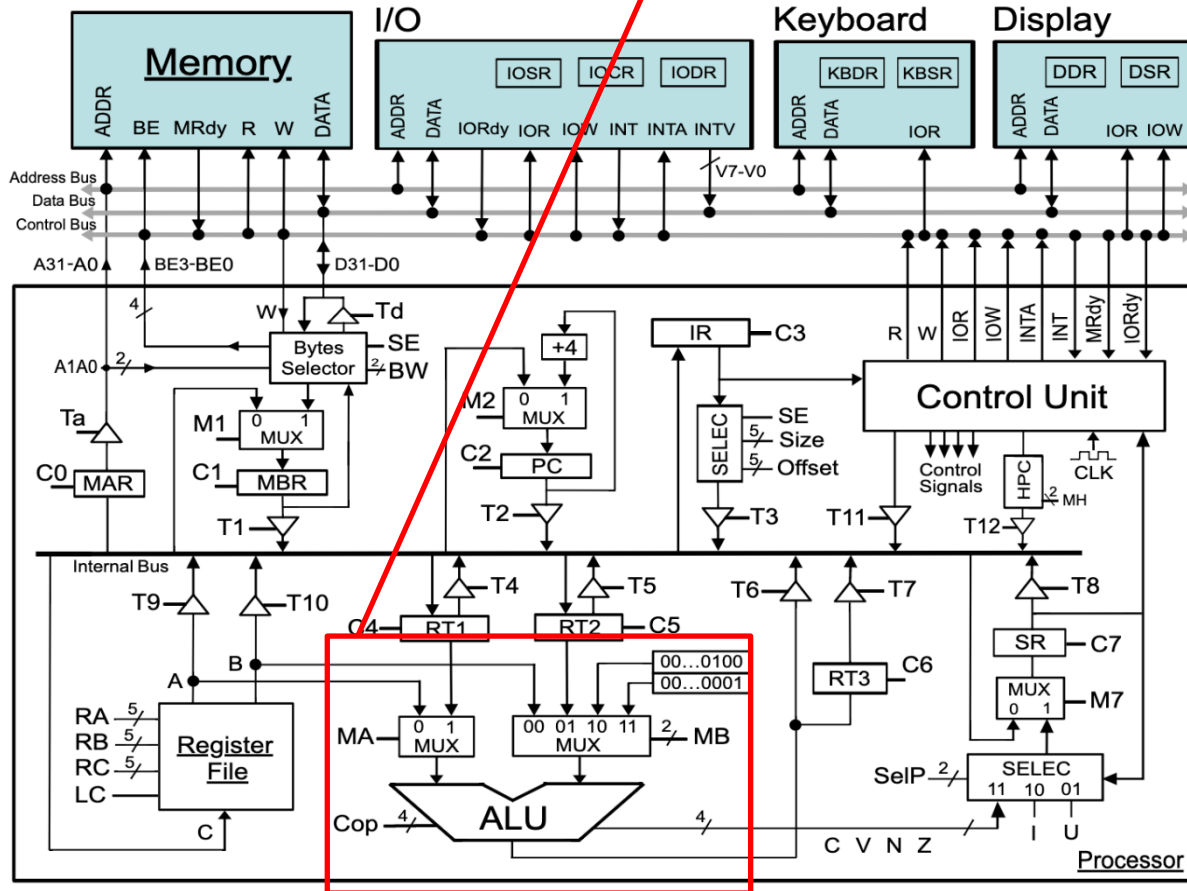 I/O
Keyboard
Display
Memory
IOSR
IOCR
IODR
KBDR
KBSR
DDR
DSR
ADDR
BE
MRdy
R
W
DATA
ADDR
DATA
IORdy
IOR
IOW
INT
INTA
INTV
ADDR
DATA
IOR
ADDR
DATA
IOR
IOW
V7-V0
Address Bus
Data Bus
Control Bus
A31-A0
BE3-BE0
D31-D0
4
W
Td
Bytes
Selector
SE
2
BW
A1A0
2
+4
IR
C3
R
W
IOR
IOW
INTA
INT
MRdy
IORdy
Control Unit
Ta
M1
0 1
MUX
M2
0 1
MUX
SELEC
SE
5
Size
5
Offset
Control
Signals
HPC
2
MH
CLK
C0
MAR
C1
MBR
C2
PC
T1
T2
T3
T11
T12
Internal Bus
T9
T10
T4
T5
T6
T7
T8
C4
RT1
RT2
C5
SR
C7
A
B
00...0100
00...0001
RT3
C6
MUX
0 1
M7
RA
5
RB
5
RC
5
LC
Register
File
MA
0 1
MUX
00 01 10 11
MUX
2
MB
SelP
2
SELEC
11 10 01
Cop
4
ALU
4
C V N Z
I
U
C
Processor